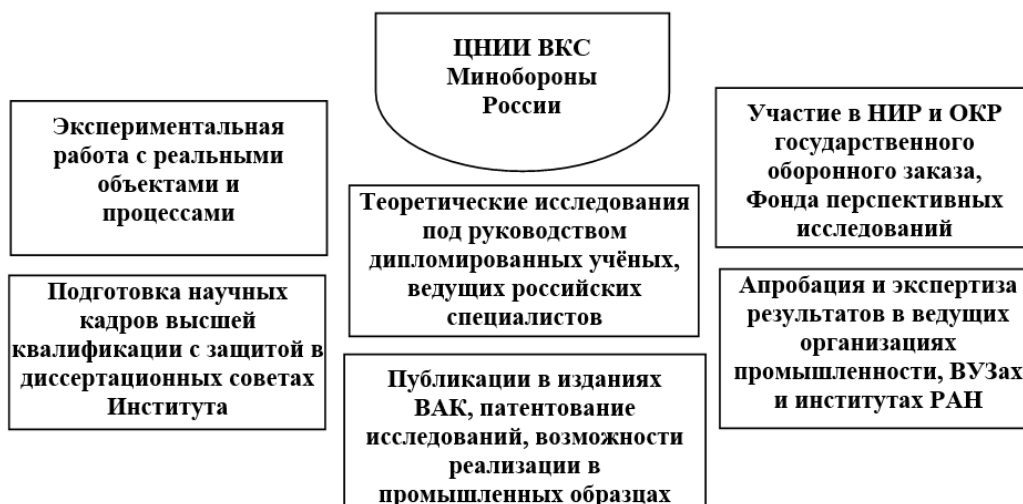 ЦНИИ ВКС
Минобороны
России
Экспериментальная
работа с реальными
объектами и
процессами
Участие в НИР и ОКР
государственного
оборонного заказа,
Фонда перспективных
исследований
Теоретические исследования
под руководством
дипломированных учёных,
ведущих российских
специалистов
Подготовка научных
кадров высшей
квалификации с защитой в
диссертационных советах
Института
Апробация и экспертиза
результатов в ведущих
организациях
промышленности, ВУЗах
и институтах РАН
Публикации в изданиях
ВАК, патентование
исследований, возможности
реализации в
промышленных образцах